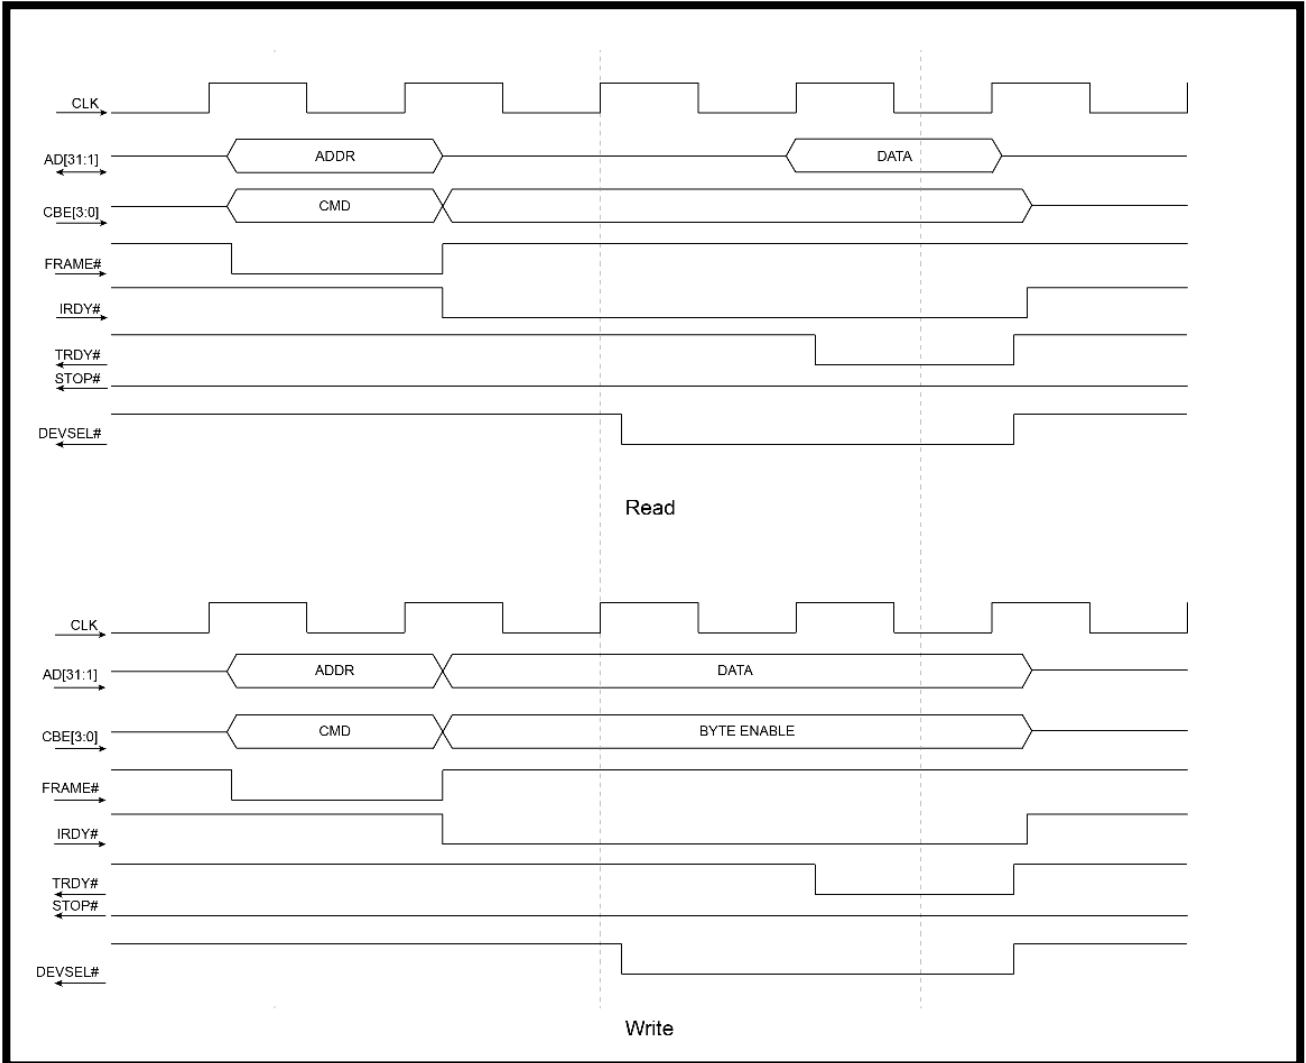 CLK
AD[31:1]
ADDR
DATA
CBE[3:0]
CMD
FRAME#
IRDY#
TRDY#
STOP#
DEVSEL#
Read
CLK
AD[31:1]
ADDR
DATA
CBE[3:0]
CMD
BYTE ENABLE
FRAME#
IRDY#
TRDY#
STOP#
DEVSEL#
Write